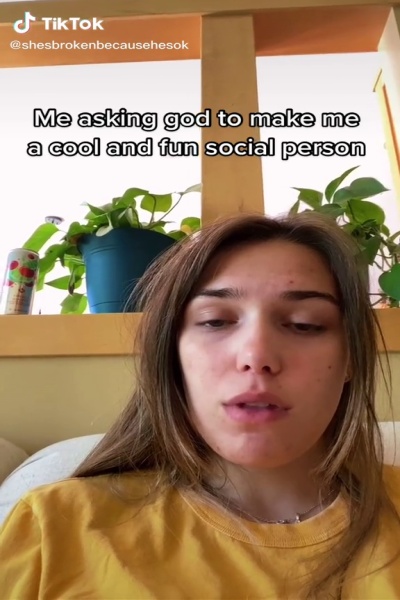 TikTok
@shesbrokenbecausehesok
Me asking god to make me
a cool and fun social person